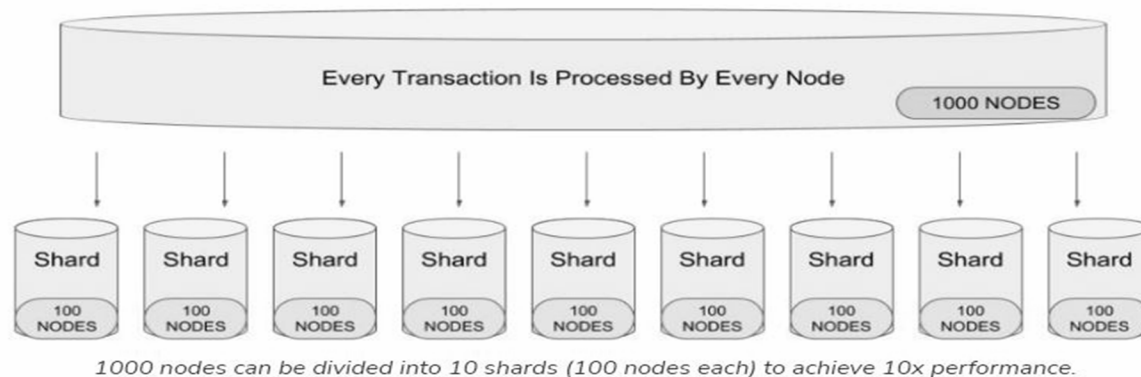 Every Transaction Is Processed By Every Node
1000 NODES
Shard
100
NODES
Shard
100
NODES
Shard
100
NODES
Shard
100
NODES
Shard
100
NODES
Shard
100
NODES
Shard
100
NODES
Shard
100
NODES
Shard
100
NODES
1000 nodes can be divided into 10 shards (100 nodes each) to achieve 10x performance.